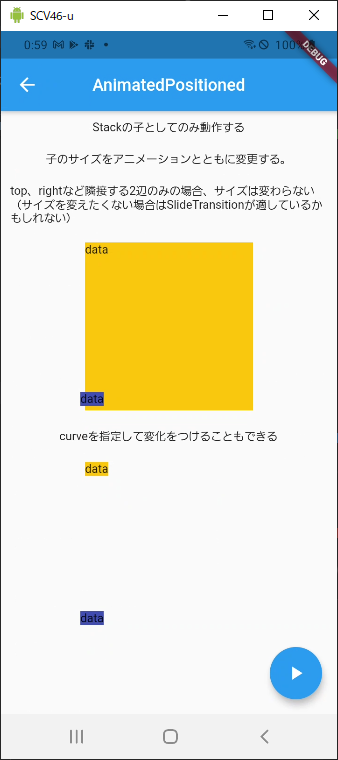 SCV46-u
0:59
100%
DEBUG
AnimatedPositioned
Stackの子としてのみ動作する
子のサイズをアニメーションとともに変更する。
top、rightなど隣接する2辺のみの場合、サイズは変わらない
（サイズを変えたくない場合はSlideTransitionが適しているか
もしれない）
data
data
curveを指定して変化をつけることもできる
data
data